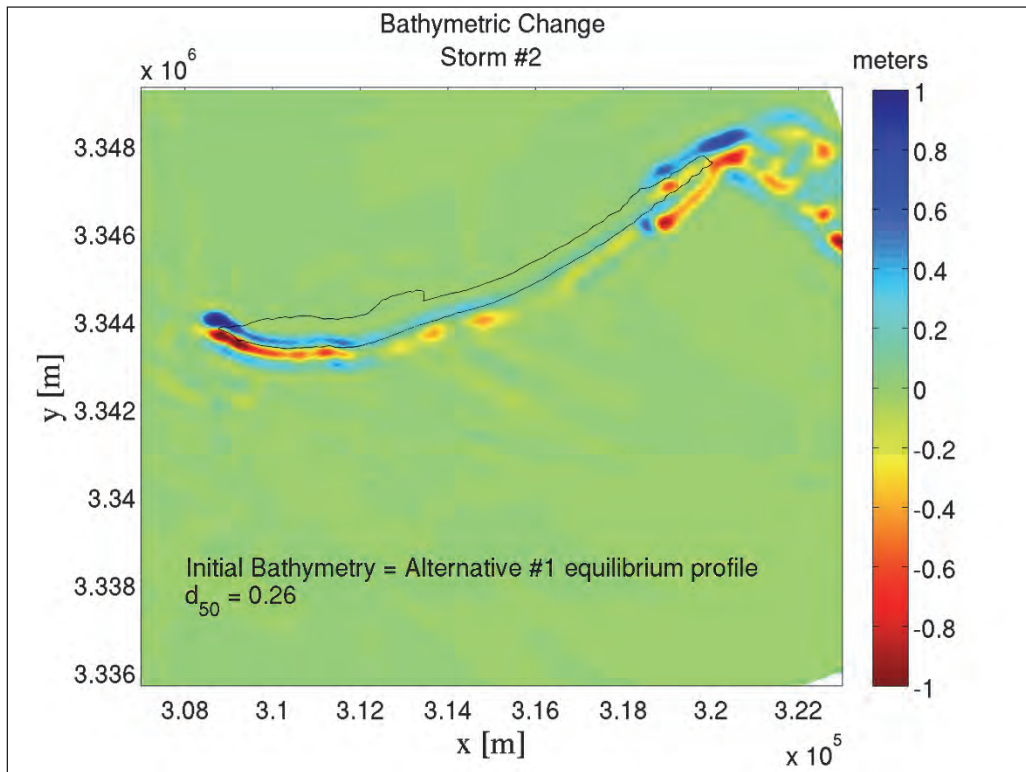 Bathymetric Change
Storm #2
x 10^6
meters
3.348
3.346
3.344
3.342
3.34
3.338
3.336
y [m]
1
0.8
0.6
0.4
0.2
0
-0.2
-0.4
-0.6
-0.8
-1
Initial Bathymetry = Alternative #1 equilibrium profile
d_50 = 0.26
3.08 3.1 3.12 3.14 3.16 3.18 3.2 3.22
x [m]
x 10^5